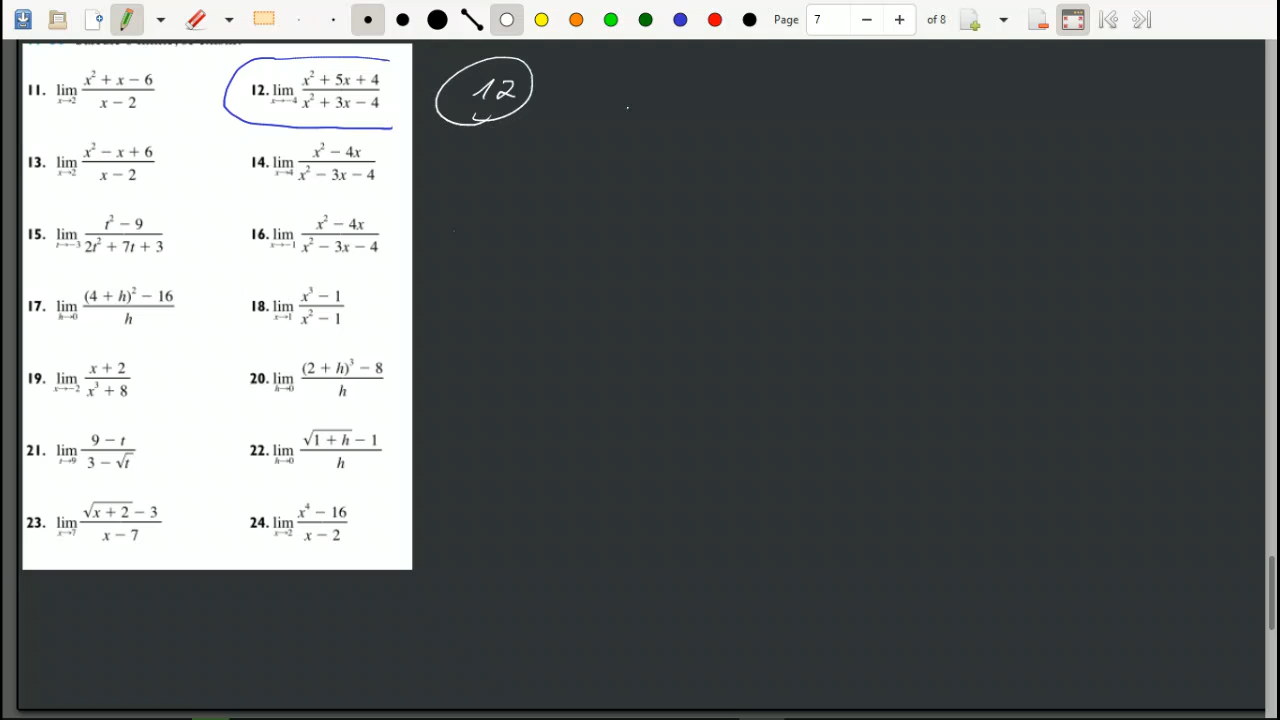 Page 7 of 8
11. lim x→2 (x² + x − 6)/(x − 2)
12. lim x→−4 (x² + 5x + 4)/(x² + 3x − 4)
12
13. lim x→2 (x² − x + 6)/(x − 2)
14. lim x→4 (x² − 4x)/(x² − 3x − 4)
15. lim t→−3 (t² − 9)/(2t² + 7t + 3)
16. lim x→−1 (x² − 4x)/(x² − 3x − 4)
17. lim h→0 ((4 + h)² − 16)/h
18. lim x→1 (x³ − 1)/(x² − 1)
19. lim x→−2 (x + 2)/(x³ + 8)
20. lim h→0 ((2 + h)³ − 8)/h
21. lim t→9 (9 − t)/(3 − √t)
22. lim h→0 (√(1 + h) − 1)/h
23. lim x→7 (√(x + 2) − 3)/(x − 7)
24. lim x→2 (x⁴ − 16)/(x − 2)